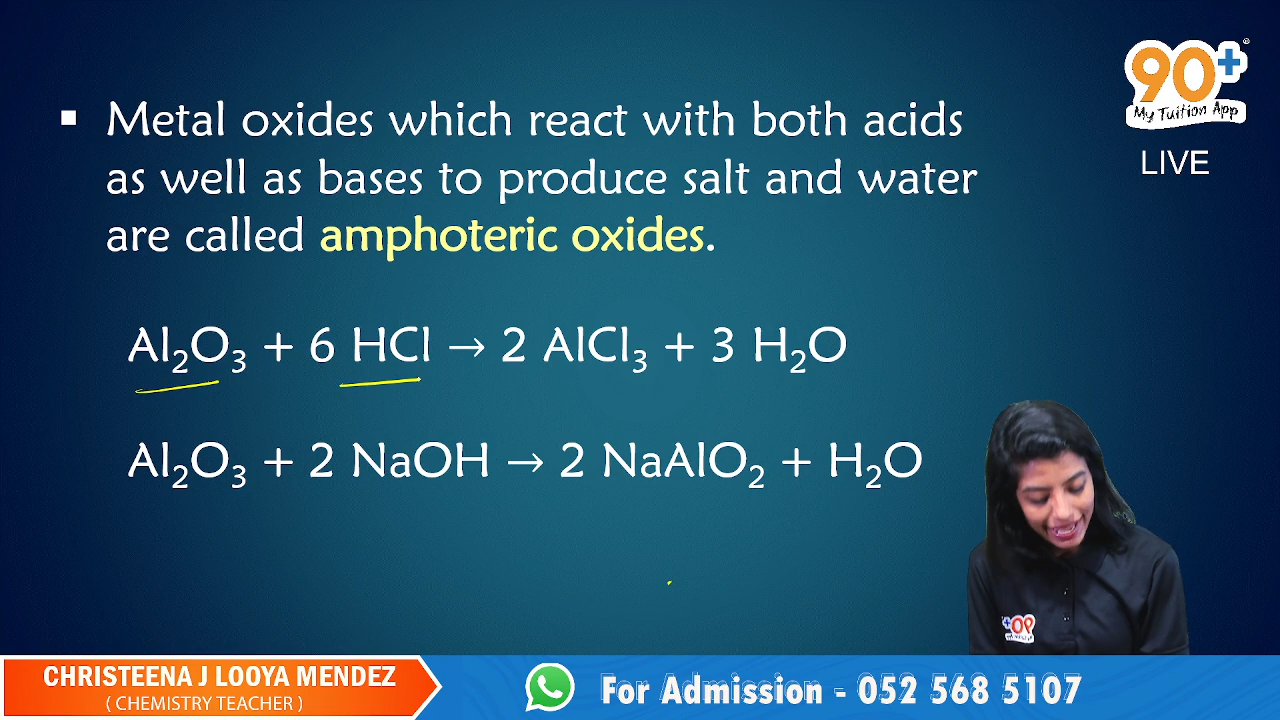 90+
My Tuition App
LIVE
▪ Metal oxides which react with both acids
as well as bases to produce salt and water
are called amphoteric oxides.
Al₂O₃ + 6 HCl → 2 AlCl₃ + 3 H₂O
Al₂O₃ + 2 NaOH → 2 NaAlO₂ + H₂O
CHRISTEENA J LOOYA MENDEZ
( CHEMISTRY TEACHER )
For Admission - 052 568 5107